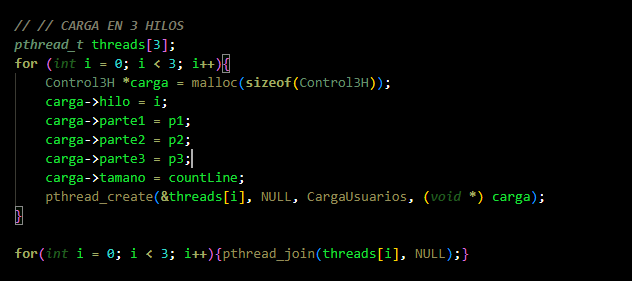 // // CARGA EN 3 HILOS
pthread_t threads[3];
for (int i = 0; i < 3; i++){
    Control3H *carga = malloc(sizeof(Control3H));
    carga->hilo = i;
    carga->parte1 = p1;
    carga->parte2 = p2;
    carga->parte3 = p3;
    carga->tamano = countLine;
    pthread_create(&threads[i], NULL, CargaUsuarios, (void *) carga);
}
for(int i = 0; i < 3; i++){pthread_join(threads[i], NULL);}